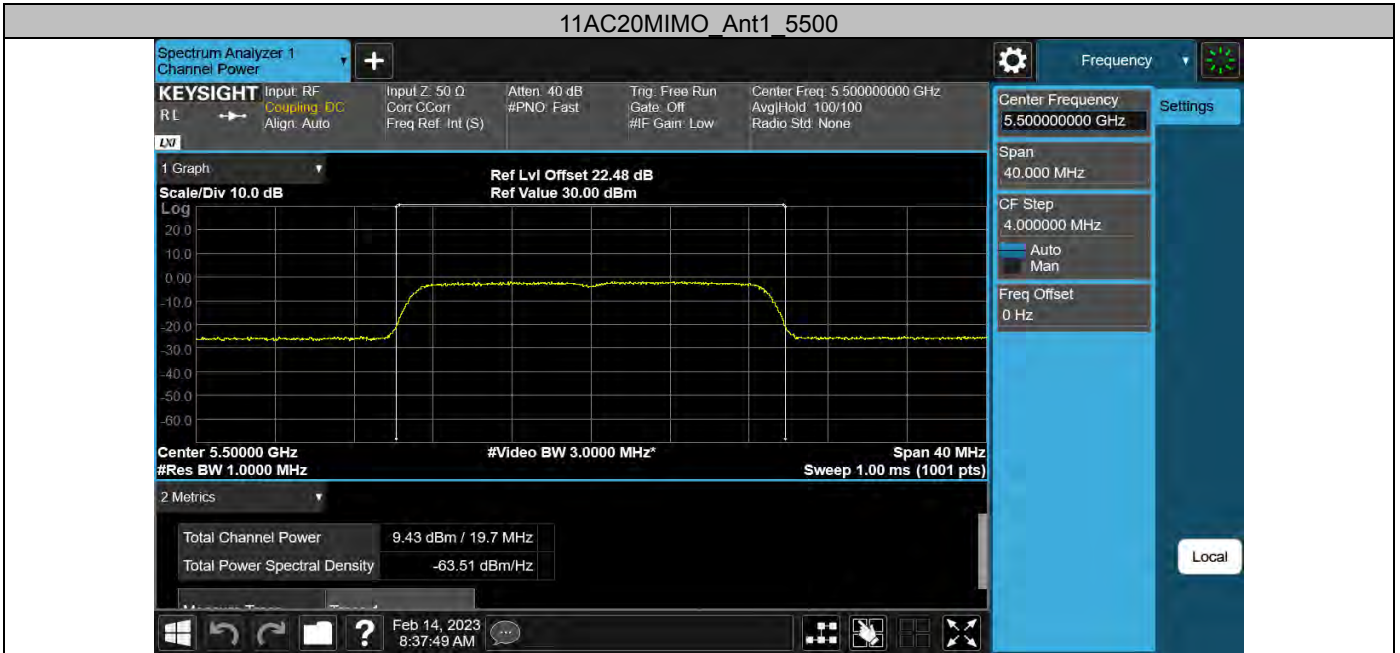 11AC20MIMO_Ant1_5500
Spectrum Analyzer 1
Channel Power
Frequency
KEYSIGHT
RL
LXI
Input: RF
Coupling: DC
Align: Auto
Input Z: 50 Ω
Corr CCorr
Freq Ref: Int (S)
Atten: 40 dB
#PNO: Fast
Trig: Free Run
Gate: Off
#IF Gain: Low
Center Freq: 5.500000000 GHz
Avg|Hold: 100/100
Radio Std: None
Center Frequency
5.500000000 GHz
Settings
Span
40.000 MHz
CF Step
4.000000 MHz
Auto
Man
Freq Offset
0 Hz
1 Graph
Scale/Div 10.0 dB
Ref Lvl Offset 22.48 dB
Ref Value 30.00 dBm
Log
20.0
10.0
0.00
-10.0
-20.0
-30.0
-40.0
-50.0
-60.0
Center 5.50000 GHz
#Video BW 3.0000 MHz*
Span 40 MHz
#Res BW 1.0000 MHz
Sweep 1.00 ms (1001 pts)
2 Metrics
Total Channel Power 9.43 dBm / 19.7 MHz
Total Power Spectral Density -63.51 dBm/Hz
Local
Feb 14, 2023
8:37:49 AM